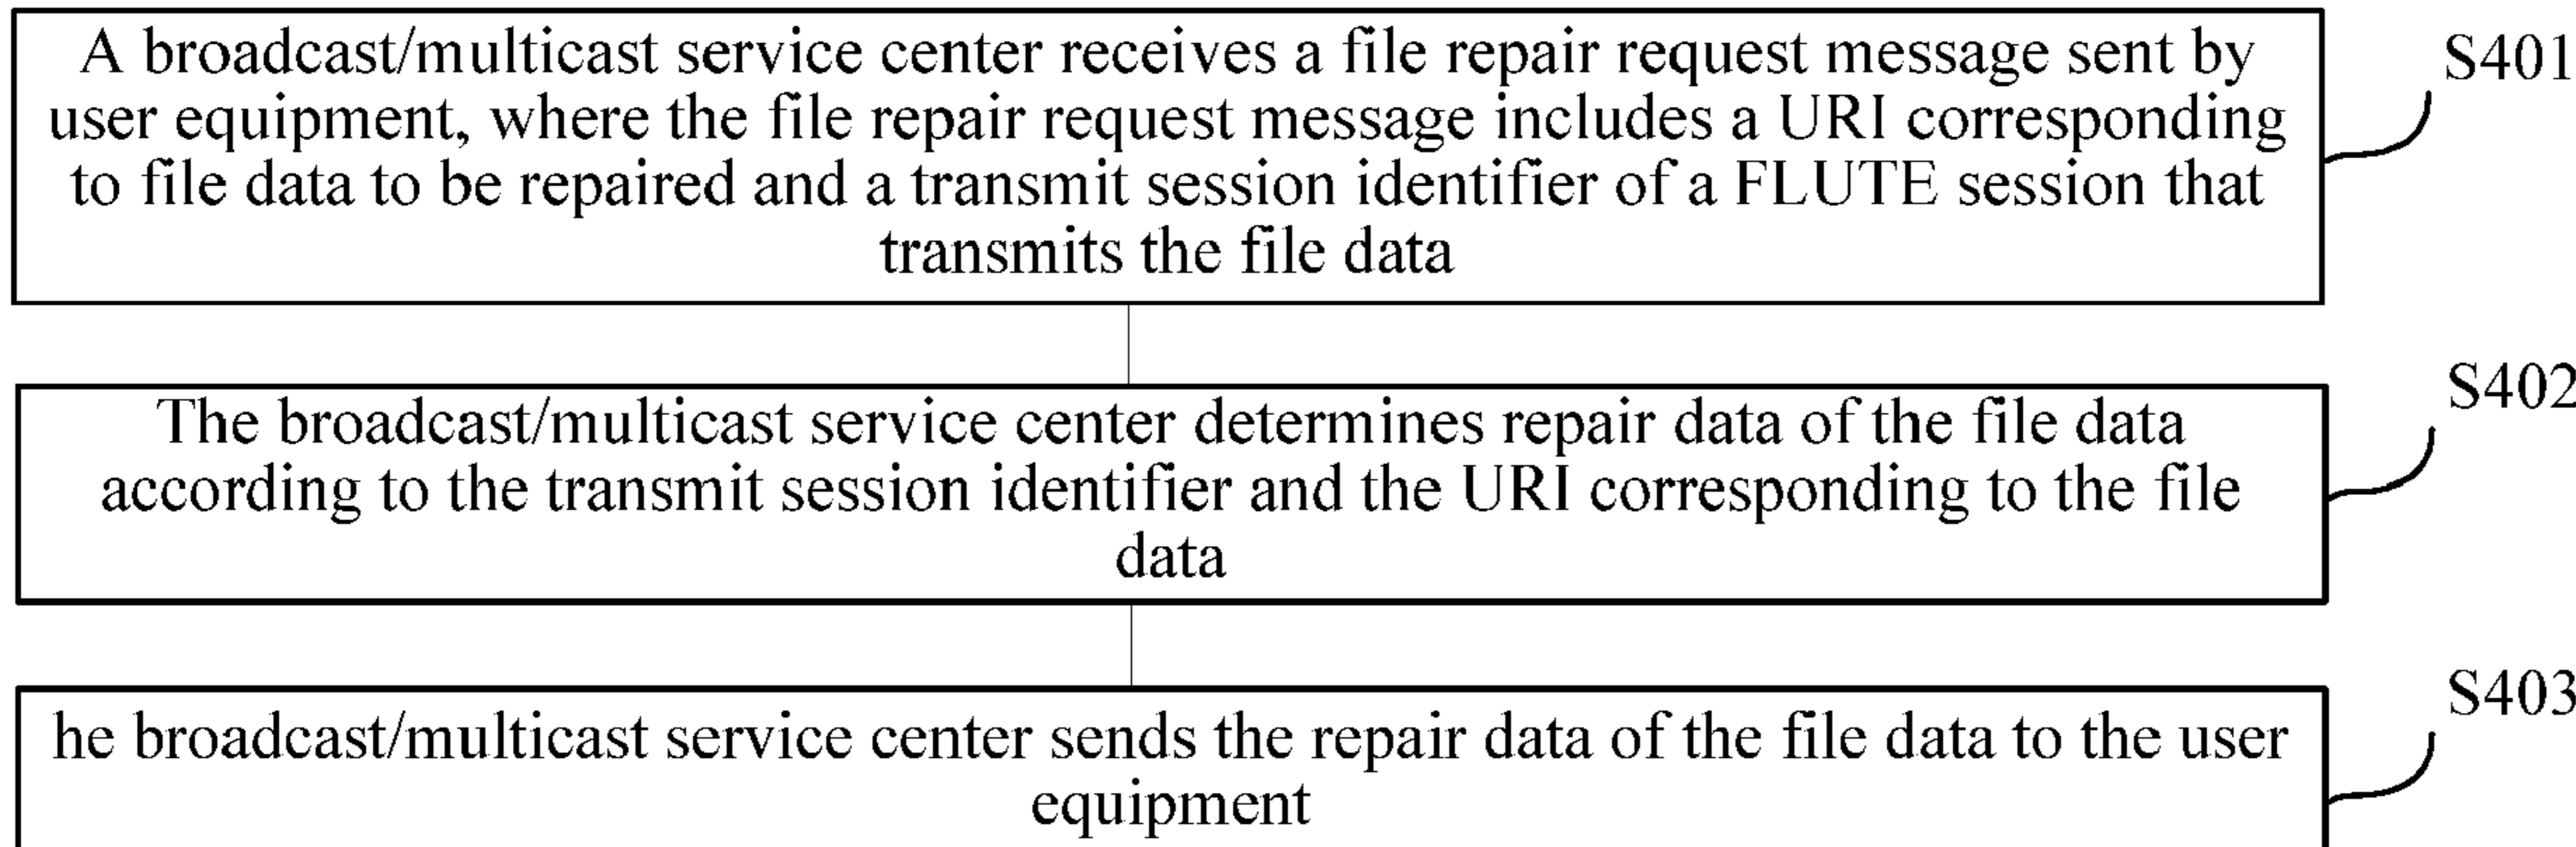 A broadcast/multicast service center receives a file repair request message sent by
user equipment, where the file repair request message includes a URI corresponding
to file data to be repaired and a transmit session identifier of a FLUTE session that
transmits the file data
S401
The broadcast/multicast service center determines repair data of the file data
according to the transmit session identifier and the URI corresponding to the file
data
S402
he broadcast/multicast service center sends the repair data of the file data to the user
equipment
S403